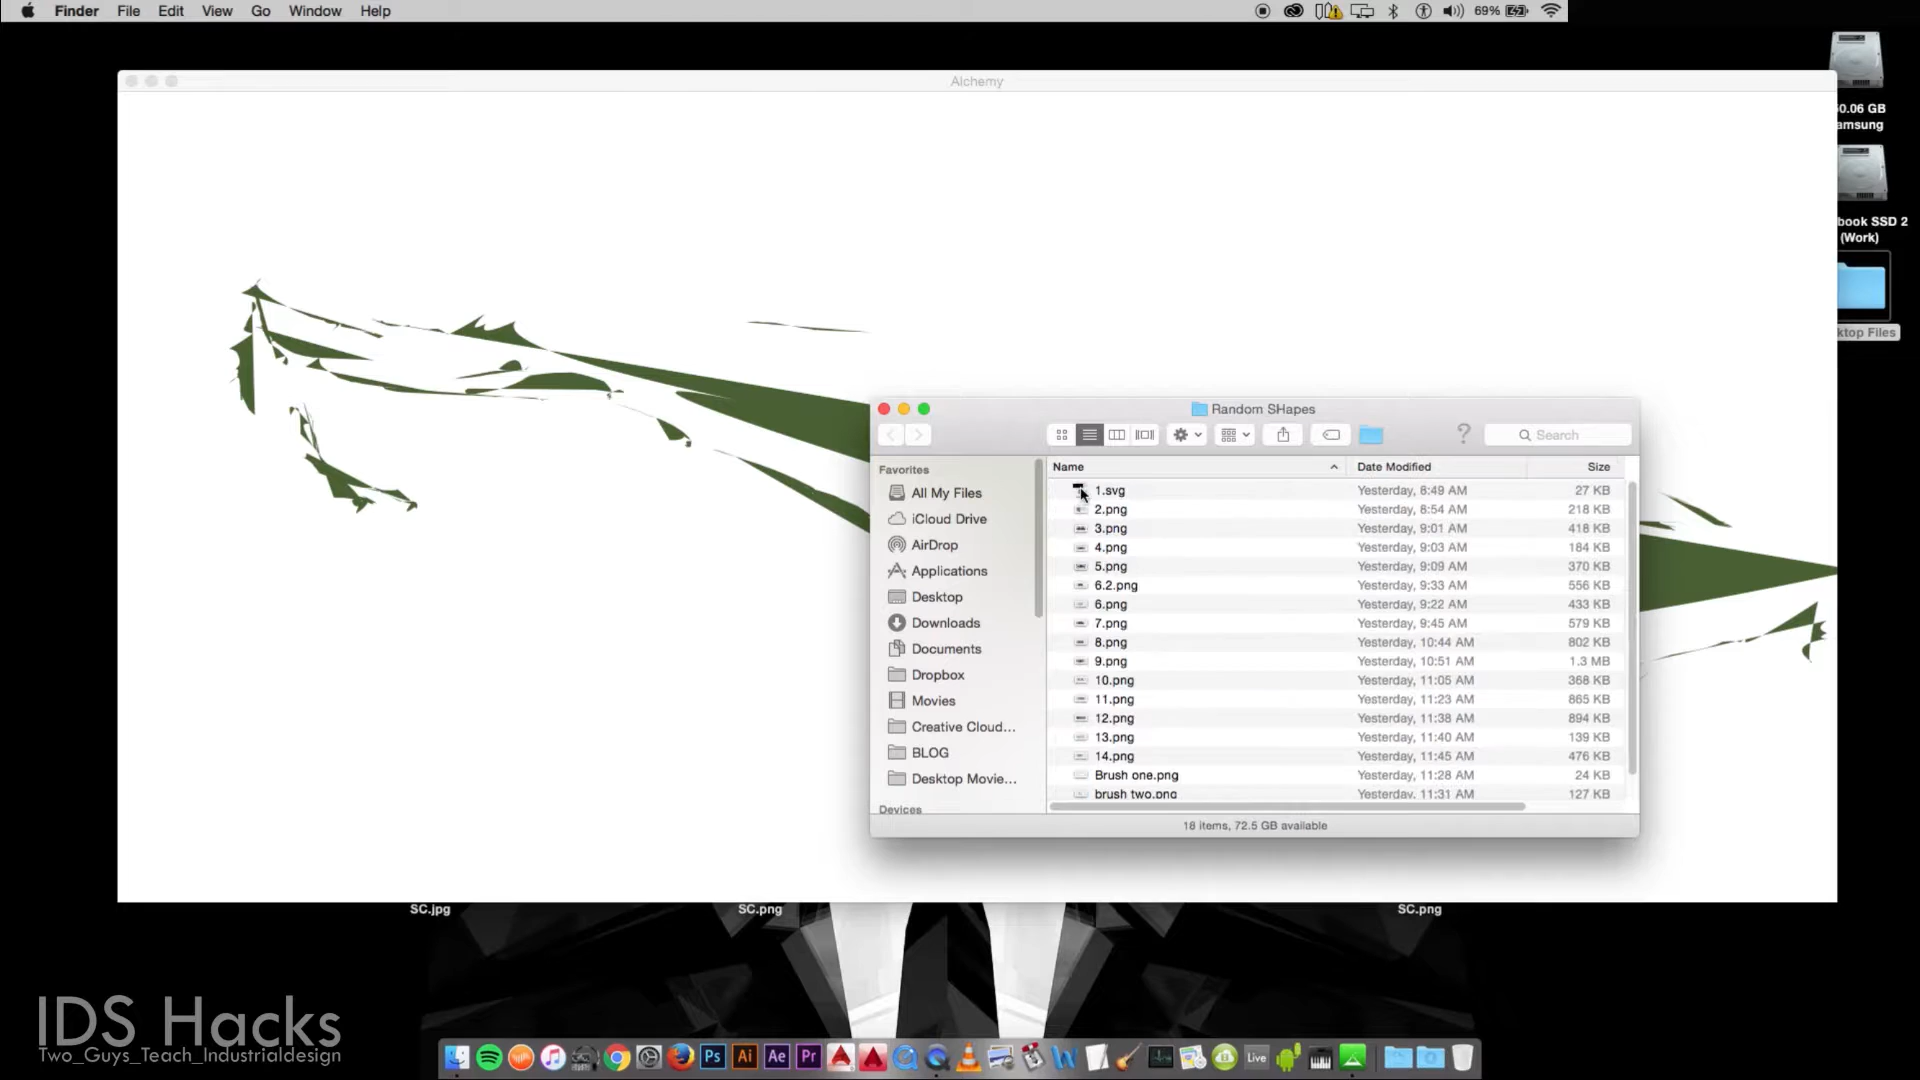 Finder File Edit View Go Window Help
69%
Alchemy
50.06 GB
amsung
book SSD 2
(Work)
ktop Files
Random SHapes
Search
Favorites
All My Files
iCloud Drive
AirDrop
Applications
Desktop
Downloads
Documents
Dropbox
Movies
Creative Cloud...
BLOG
Desktop Movie...
Devices
Name Date Modified Size
1.svg Yesterday, 8:49 AM 27 KB
2.png Yesterday, 8:54 AM 218 KB
3.png Yesterday, 9:01 AM 418 KB
4.png Yesterday, 9:03 AM 184 KB
5.png Yesterday, 9:09 AM 370 KB
6.2.png Yesterday, 9:33 AM 556 KB
6.png Yesterday, 9:22 AM 433 KB
7.png Yesterday, 9:45 AM 579 KB
8.png Yesterday, 10:44 AM 802 KB
9.png Yesterday, 10:51 AM 1.3 MB
10.png Yesterday, 11:05 AM 368 KB
11.png Yesterday, 11:23 AM 865 KB
12.png Yesterday, 11:38 AM 894 KB
13.png Yesterday, 11:40 AM 139 KB
14.png Yesterday, 11:45 AM 476 KB
Brush one.png Yesterday, 11:28 AM 24 KB
brush two.png Yesterday, 11:31 AM 127 KB
18 items, 72.5 GB available
SC.jpg SC.png SC.png
IDS Hacks
Two_Guys_Teach_Industrialdesign
Ps Ai Ae Pr Live